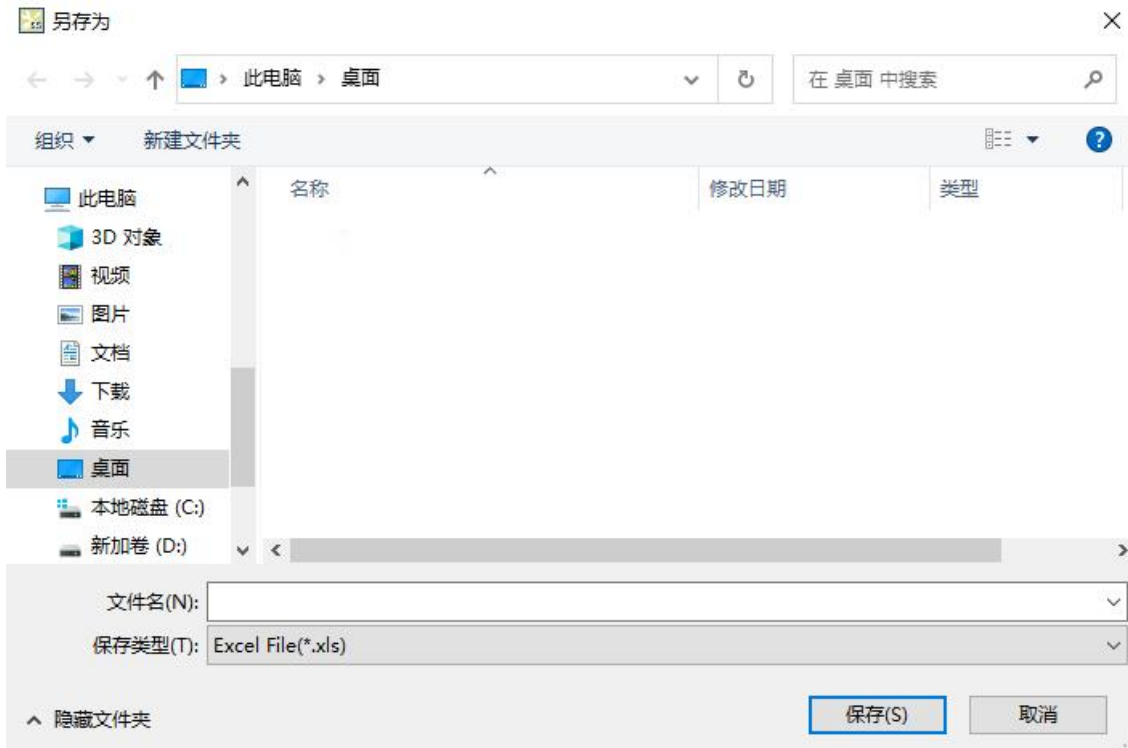 另存为
此电脑 › 桌面
在 桌面 中搜索
组织
新建文件夹
名称
修改日期
类型
此电脑
3D 对象
视频
图片
文档
下载
音乐
桌面
本地磁盘 (C:)
新加卷 (D:)
文件名(N):
保存类型(T): Excel File(*.xls)
隐藏文件夹
保存(S)
取消